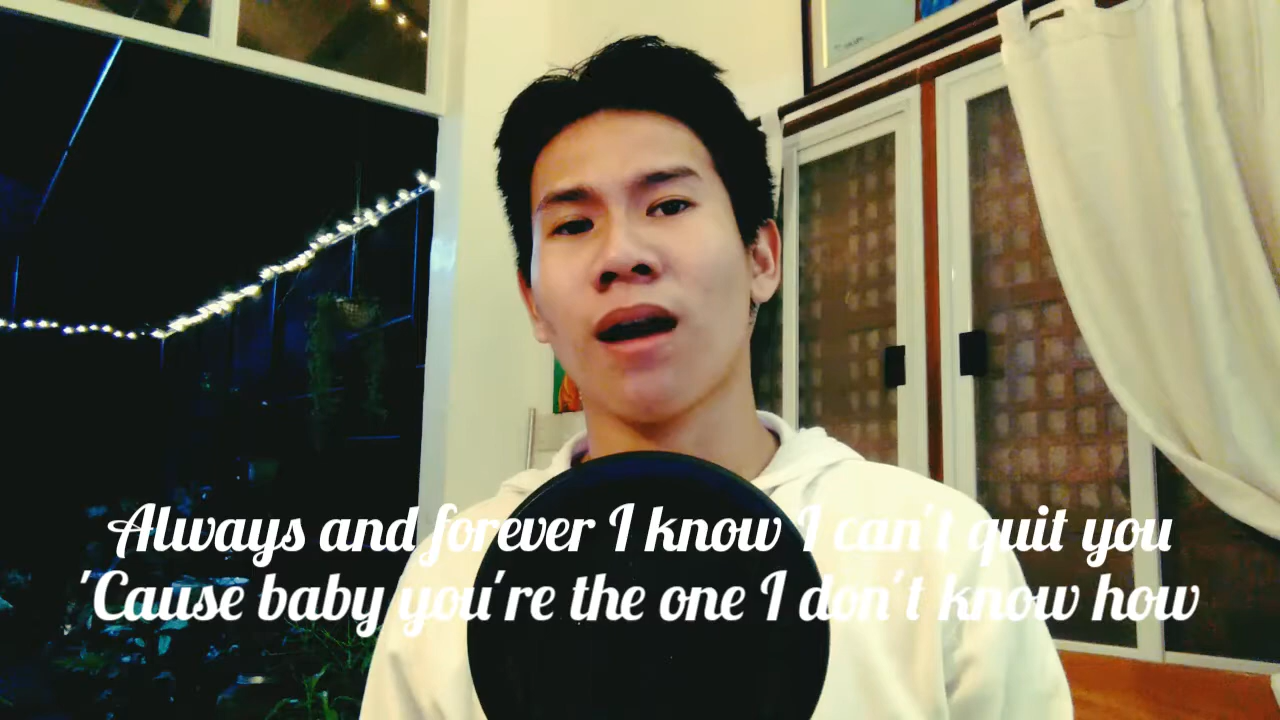 Always and forever I know I can't quit you
'Cause baby you're the one I don't know how